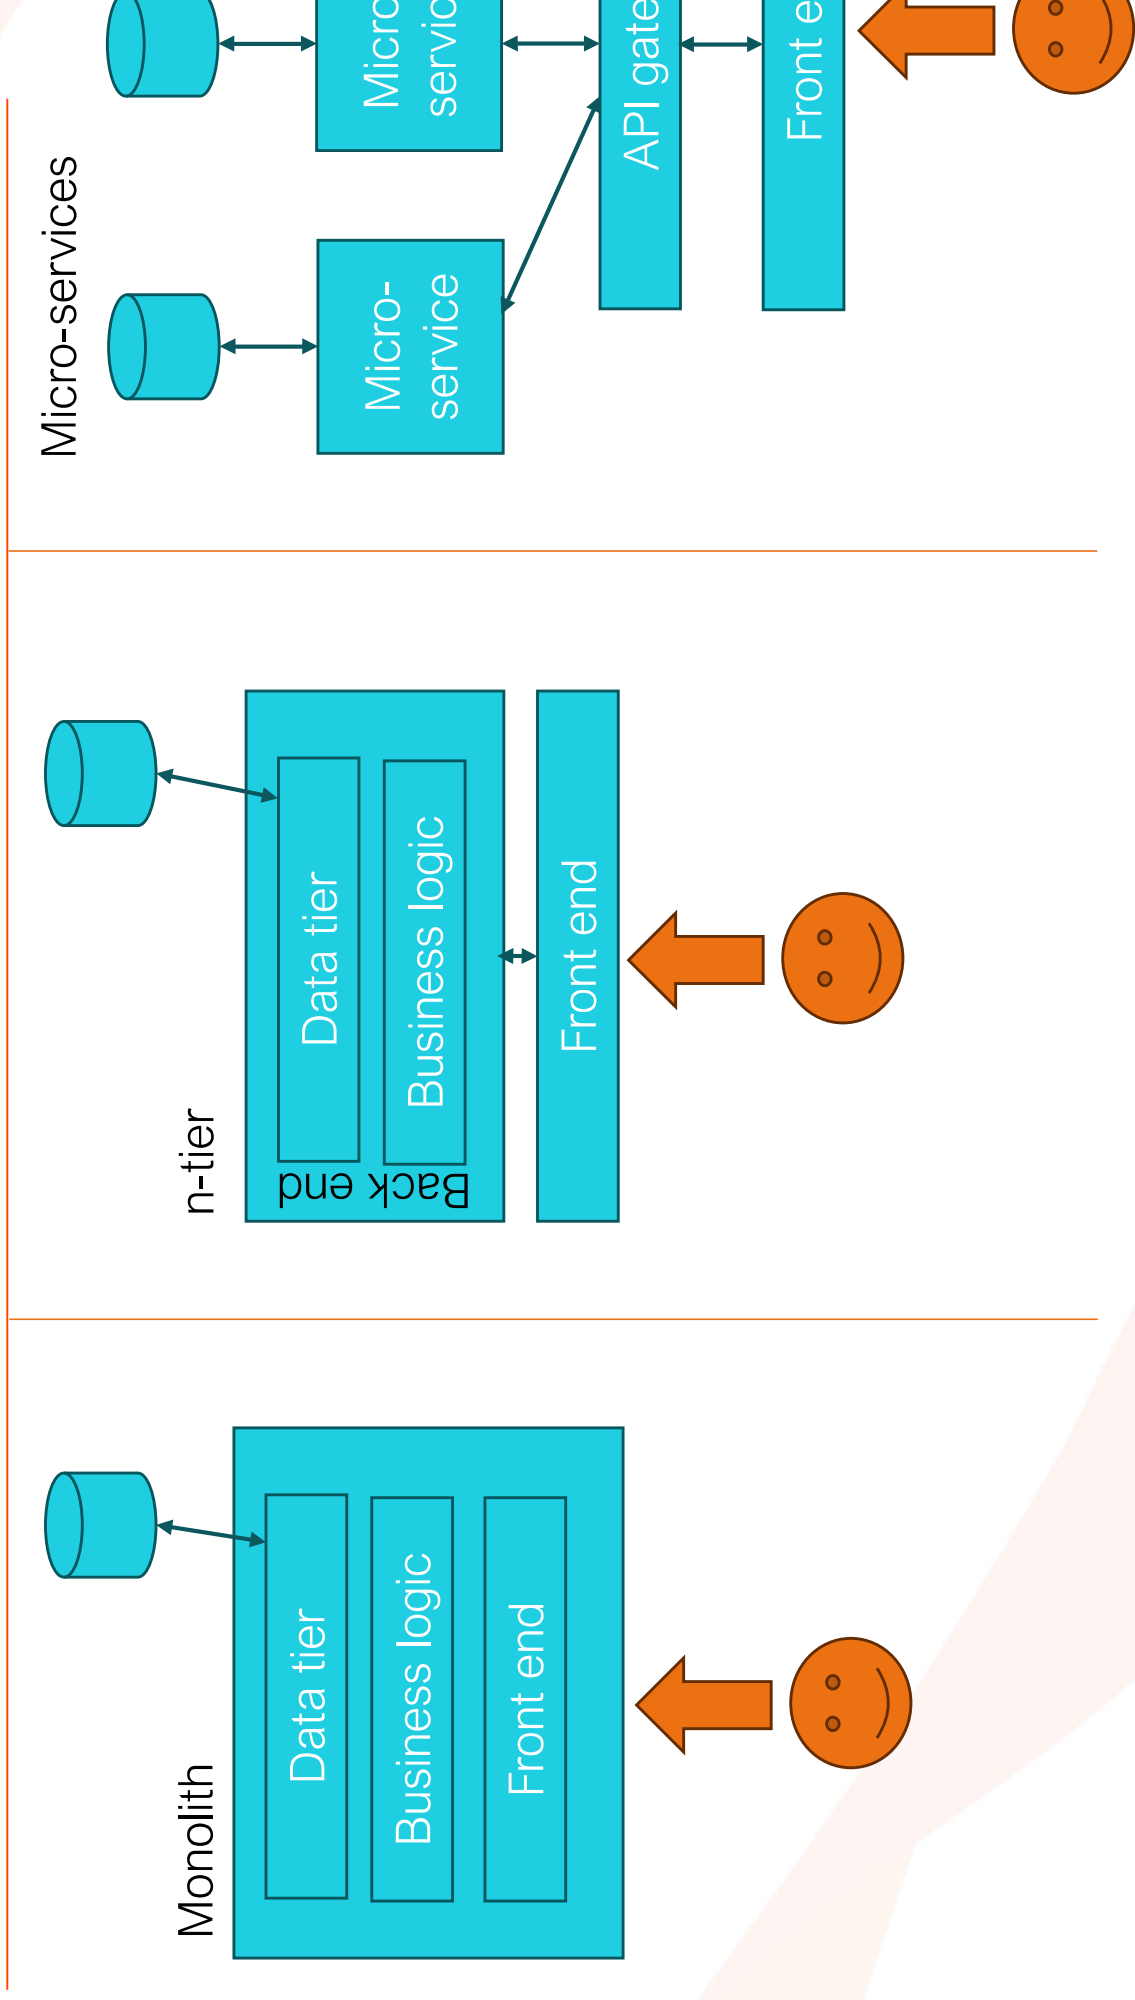 Monolith
Data tier
Business logic
Front end
n-tier
Data tier
Business logic
Back end
Front end
Micro-services
Micro-
service
API
Front